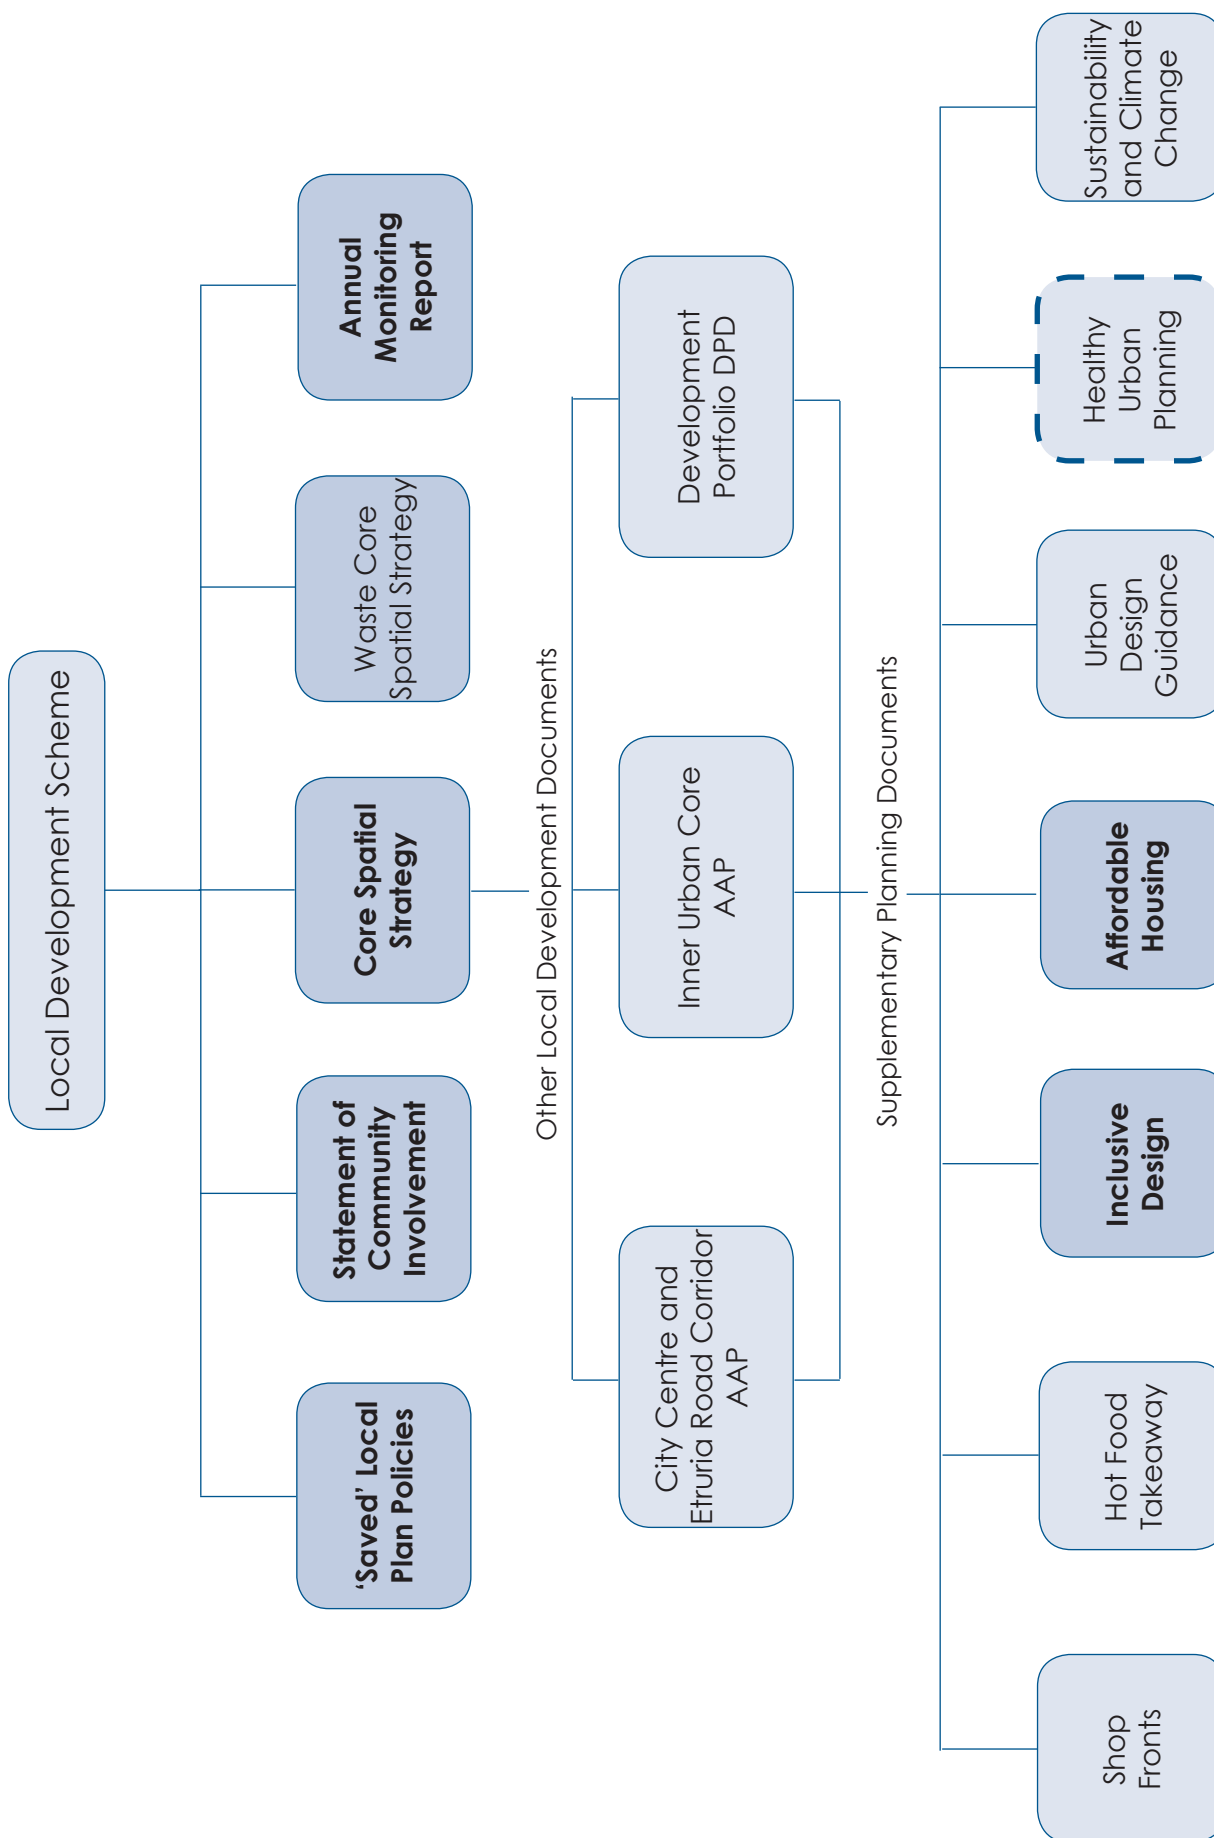 Local Development Scheme
‘Saved’ Local
Plan Policies
Statement of
Community
Involvement
Core Spatial
Strategy
Waste Core
Spatial Strategy
Annual
Monitoring
Report
Other Local Development Documents
City Centre and
Etruria Road Corridor
AAP
Inner Urban Core
AAP
Development
Portfolio DPD
Supplementary Planning Documents
Shop
Fronts
Hot Food
Takeaway
Inclusive
Design
Affordable
Housing
Urban
Design
Guidance
Healthy
Urban
Planning
Sustainability
and Climate
Change